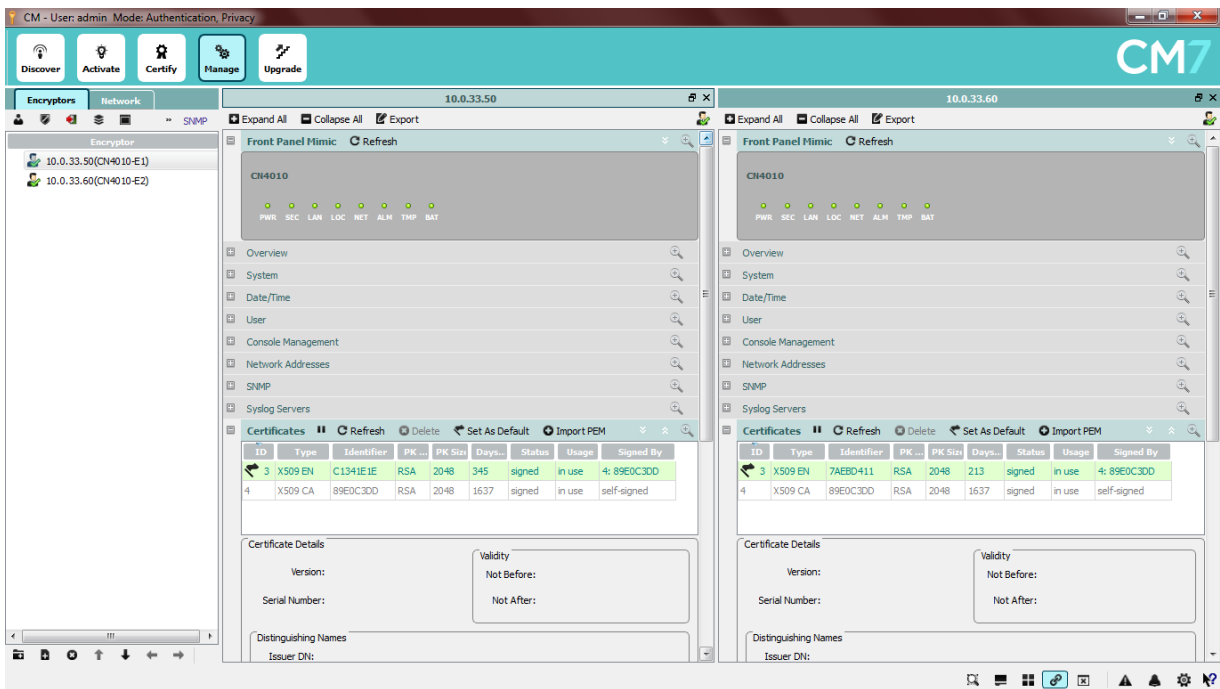 CM - User: admin Mode: Authentication, Privacy
Discover Activate Certify Manage Upgrade
CM7
Encryptors Network
» SNMP
Encryptor
10.0.33.50(CN4010-E1)
10.0.33.60(CN4010-E2)
10.0.33.50
Expand All Collapse All Export
Front Panel Mimic Refresh
CN4010
PWR SEC LAN LOC NET ALM TMP BAT
Overview
System
Date/Time
User
Console Management
Network Addresses
SNMP
Syslog Servers
Certificates Refresh Delete Set As Default Import PEM
ID Type Identifier PK ... PK Size Days... Status Usage Signed By
3 X509 EN C1341E1E RSA 2048 345 signed in use 4: 89E0C3DD
4 X509 CA 89E0C3DD RSA 2048 1637 signed in use self-signed
Certificate Details
Validity
Version: Not Before:
Serial Number: Not After:
Distinguishing Names
Issuer DN:
10.0.33.60
Expand All Collapse All Export
Front Panel Mimic Refresh
CN4010
PWR SEC LAN LOC NET ALM TMP BAT
Overview
System
Date/Time
User
Console Management
Network Addresses
SNMP
Syslog Servers
Certificates Refresh Delete Set As Default Import PEM
ID Type Identifier PK ... PK Size Days... Status Usage Signed By
3 X509 EN 7AEBD411 RSA 2048 213 signed in use 4: 89E0C3DD
4 X509 CA 89E0C3DD RSA 2048 1637 signed in use self-signed
Certificate Details
Validity
Version: Not Before:
Serial Number: Not After:
Distinguishing Names
Issuer DN: